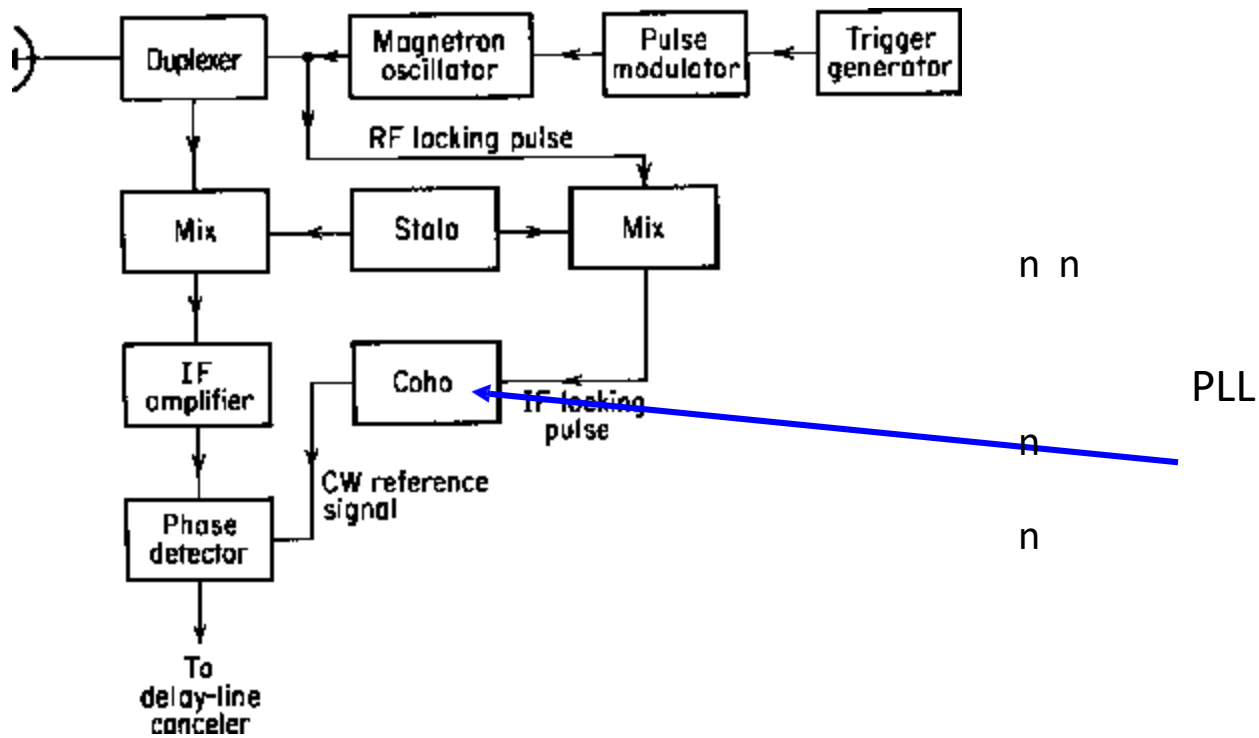 Duplexer
Magnetron
oscillator
Pulse
modulator
Trigger
generator
RF locking pulse
Mix
Stalo
Mix
n n
IF
amplifier
Coho
IF locking
pulse
PLL
n
CW reference
signal
Phase
detector
n
To
delay-line
canceler